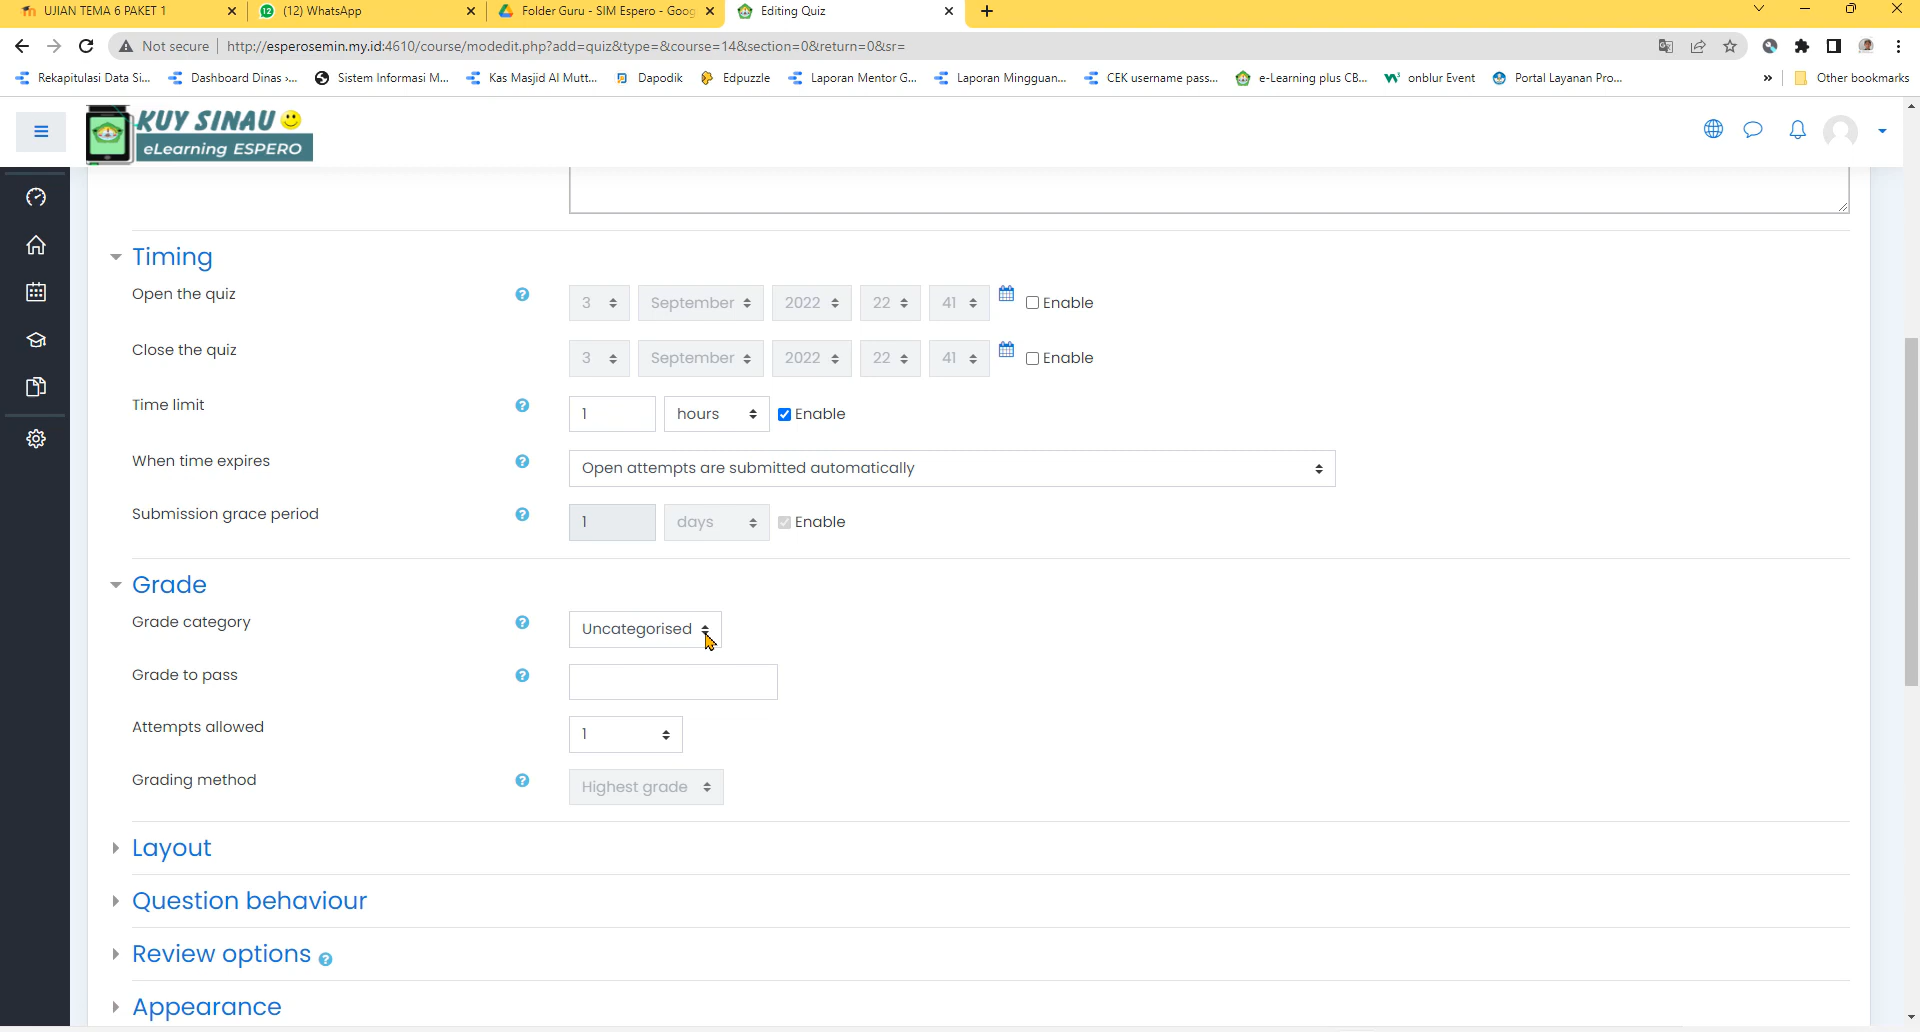 UJIAN TEMA 6 PAKET 1
12
(12) WhatsApp
Folder Guru - SIM Espero - Goog
Editing Quiz
Not secure
http://esperosemin.my.id:4610/course/modedit.php?add=quiz&type=&course=14&section=0&return=0&sr=
Rekapitulasi Data Si...
Dashboard Dinas ›...
Sistem Informasi M...
Kas Masjid Al Mutt...
Dapodik
Edpuzzle
Laporan Mentor G...
Laporan Mingguan...
CEK username pass...
e-Learning plus CB...
onblur Event
Portal Layanan Pro...
»
Other bookmarks
KUY SINAU
eLearning ESPERO
Timing
Open the quiz
3 September 2022 22 41 Enable
Close the quiz
3 September 2022 22 41 Enable
Time limit
1 hours Enable
When time expires
Open attempts are submitted automatically
Submission grace period
1 days Enable
Grade
Grade category
Uncategorised
Grade to pass
Attempts allowed
1
Grading method
Highest grade
Layout
Question behaviour
Review options
Appearance